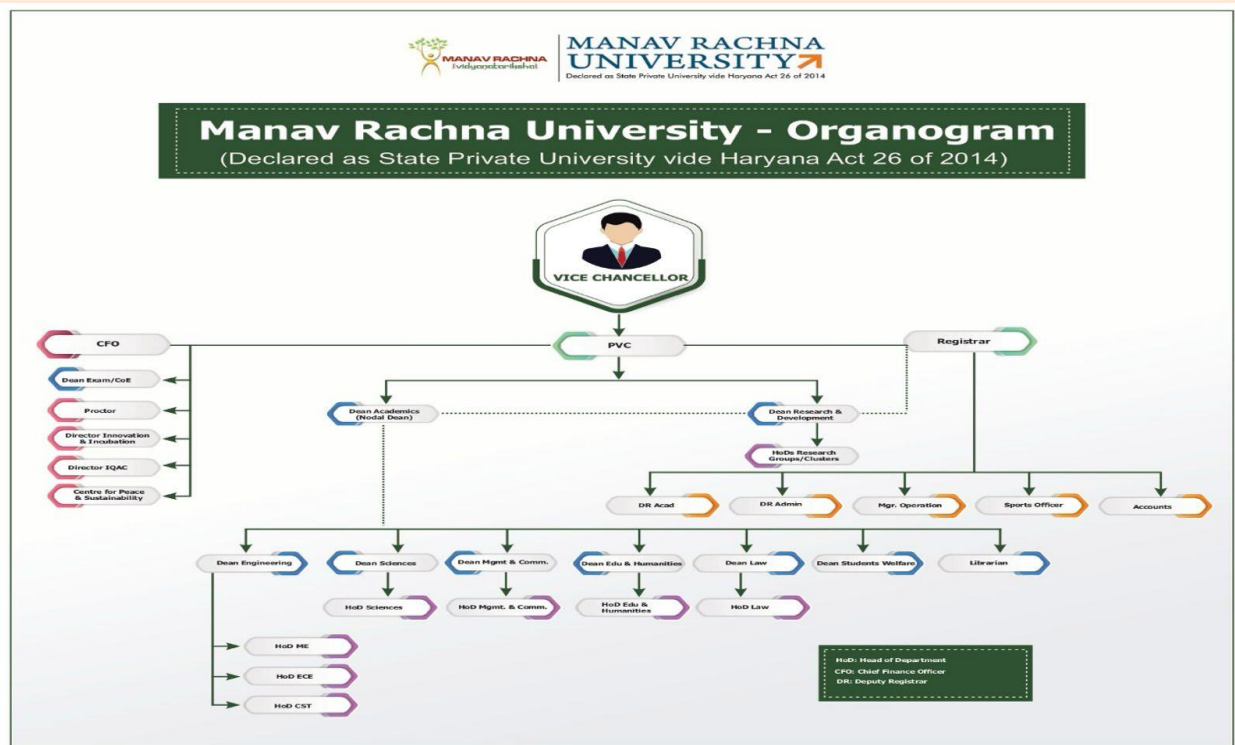 MANAV RACHNA
MANAV RACHNA
UNIVERSITY
Declared as State Private University vide Haryana Act 26 of 2014
Manav Rachna University - Organogram
(Declared as State Private University vide Haryana Act 26 of 2014)
VICE CHANCELLOR
CFO
PVC
Registrar
Dean Exam/CoE
Proctor
Director Innovation
& Incubation
Director IQAC
Centre for Peace
& Sustainability
Dean Academics
(Nodal Dean)
Dean Research &
Development
HoDs Research
Groups/Clusters
DR Acad
DR Admin
Mgr. Operation
Sports Officer
Accounts
Dean Engineering
Dean Sciences
Dean Mgmt & Comm.
Dean Edu & Humanities
Dean Law
Dean Students Welfare
Librarian
HoD Sciences
HoD Mgmt. & Comm.
HoD Edu &
Humanities
HoD Law
HoD ME
HoD ECE
HoD CST
HoD: Head of Department
CFO: Chief Finance Officer
DR: Deputy Registrar